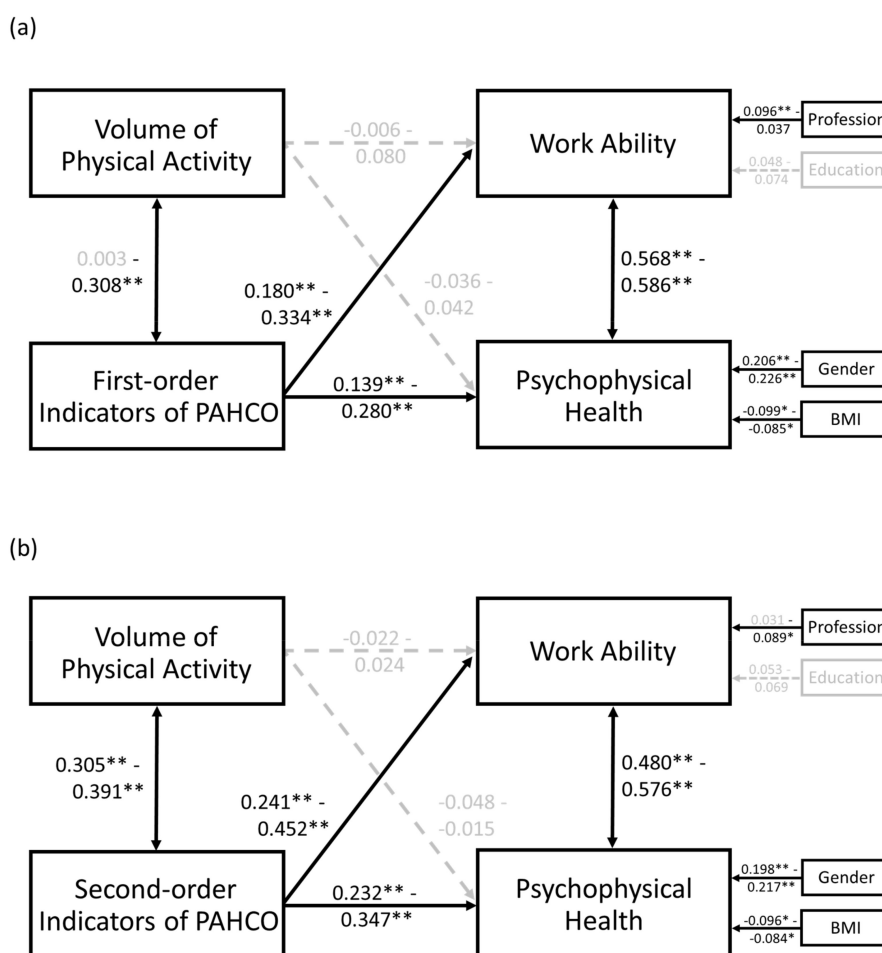 (a)
Volume of
Physical Activity
-0.006 -
0.080
Work Ability
0.096** -
0.037
Profession
0.048 -
0.074
Education
0.003 -
0.308**
0.180** -
0.334**
-0.036 -
0.042
0.568** -
0.586**
First-order
Indicators of PAHCO
0.139** -
0.280**
Psychophysical
Health
0.206** -
0.226**
Gender
-0.099* -
-0.085*
BMI
(b)
Volume of
Physical Activity
-0.022 -
0.024
Work Ability
0.031 -
0.089*
Profession
0.053 -
0.069
Education
0.305** -
0.391**
0.241** -
0.452**
-0.048 -
-0.015
0.480** -
0.576**
Second-order
Indicators of PAHCO
0.232** -
0.347**
Psychophysical
Health
0.198** -
0.217**
Gender
-0.096* -
-0.084*
BMI